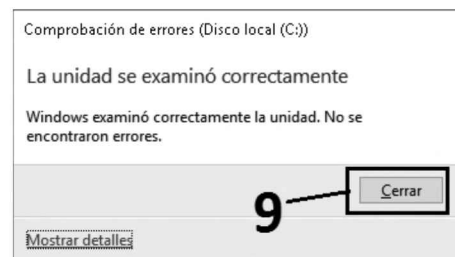 Comprobación de errores (Disco local (C:))
La unidad se examinó correctamente
Windows examinó correctamente la unidad. No se
encontraron errores.
Cerrar
9
Mostrar detalles